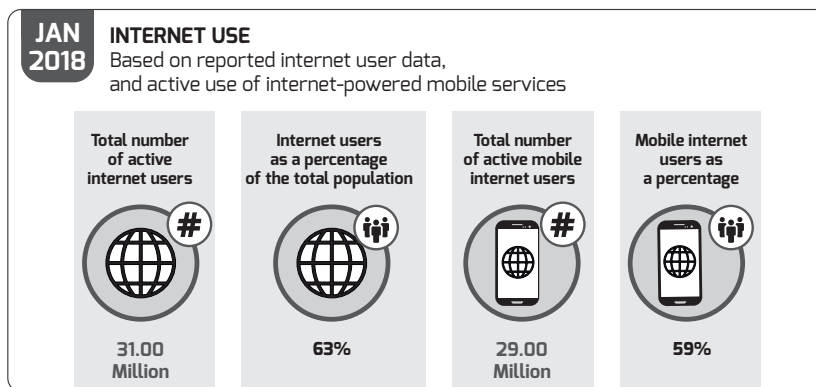 JAN
2018
INTERNET USE
Based on reported internet user data,
and active use of internet-powered mobile services
Total number
of active
internet users
#
31.00
Million
Internet users
as a percentage
of the total population
63%
Total number
of active mobile
internet users
#
29.00
Million
Mobile internet
users as
a percentage
59%